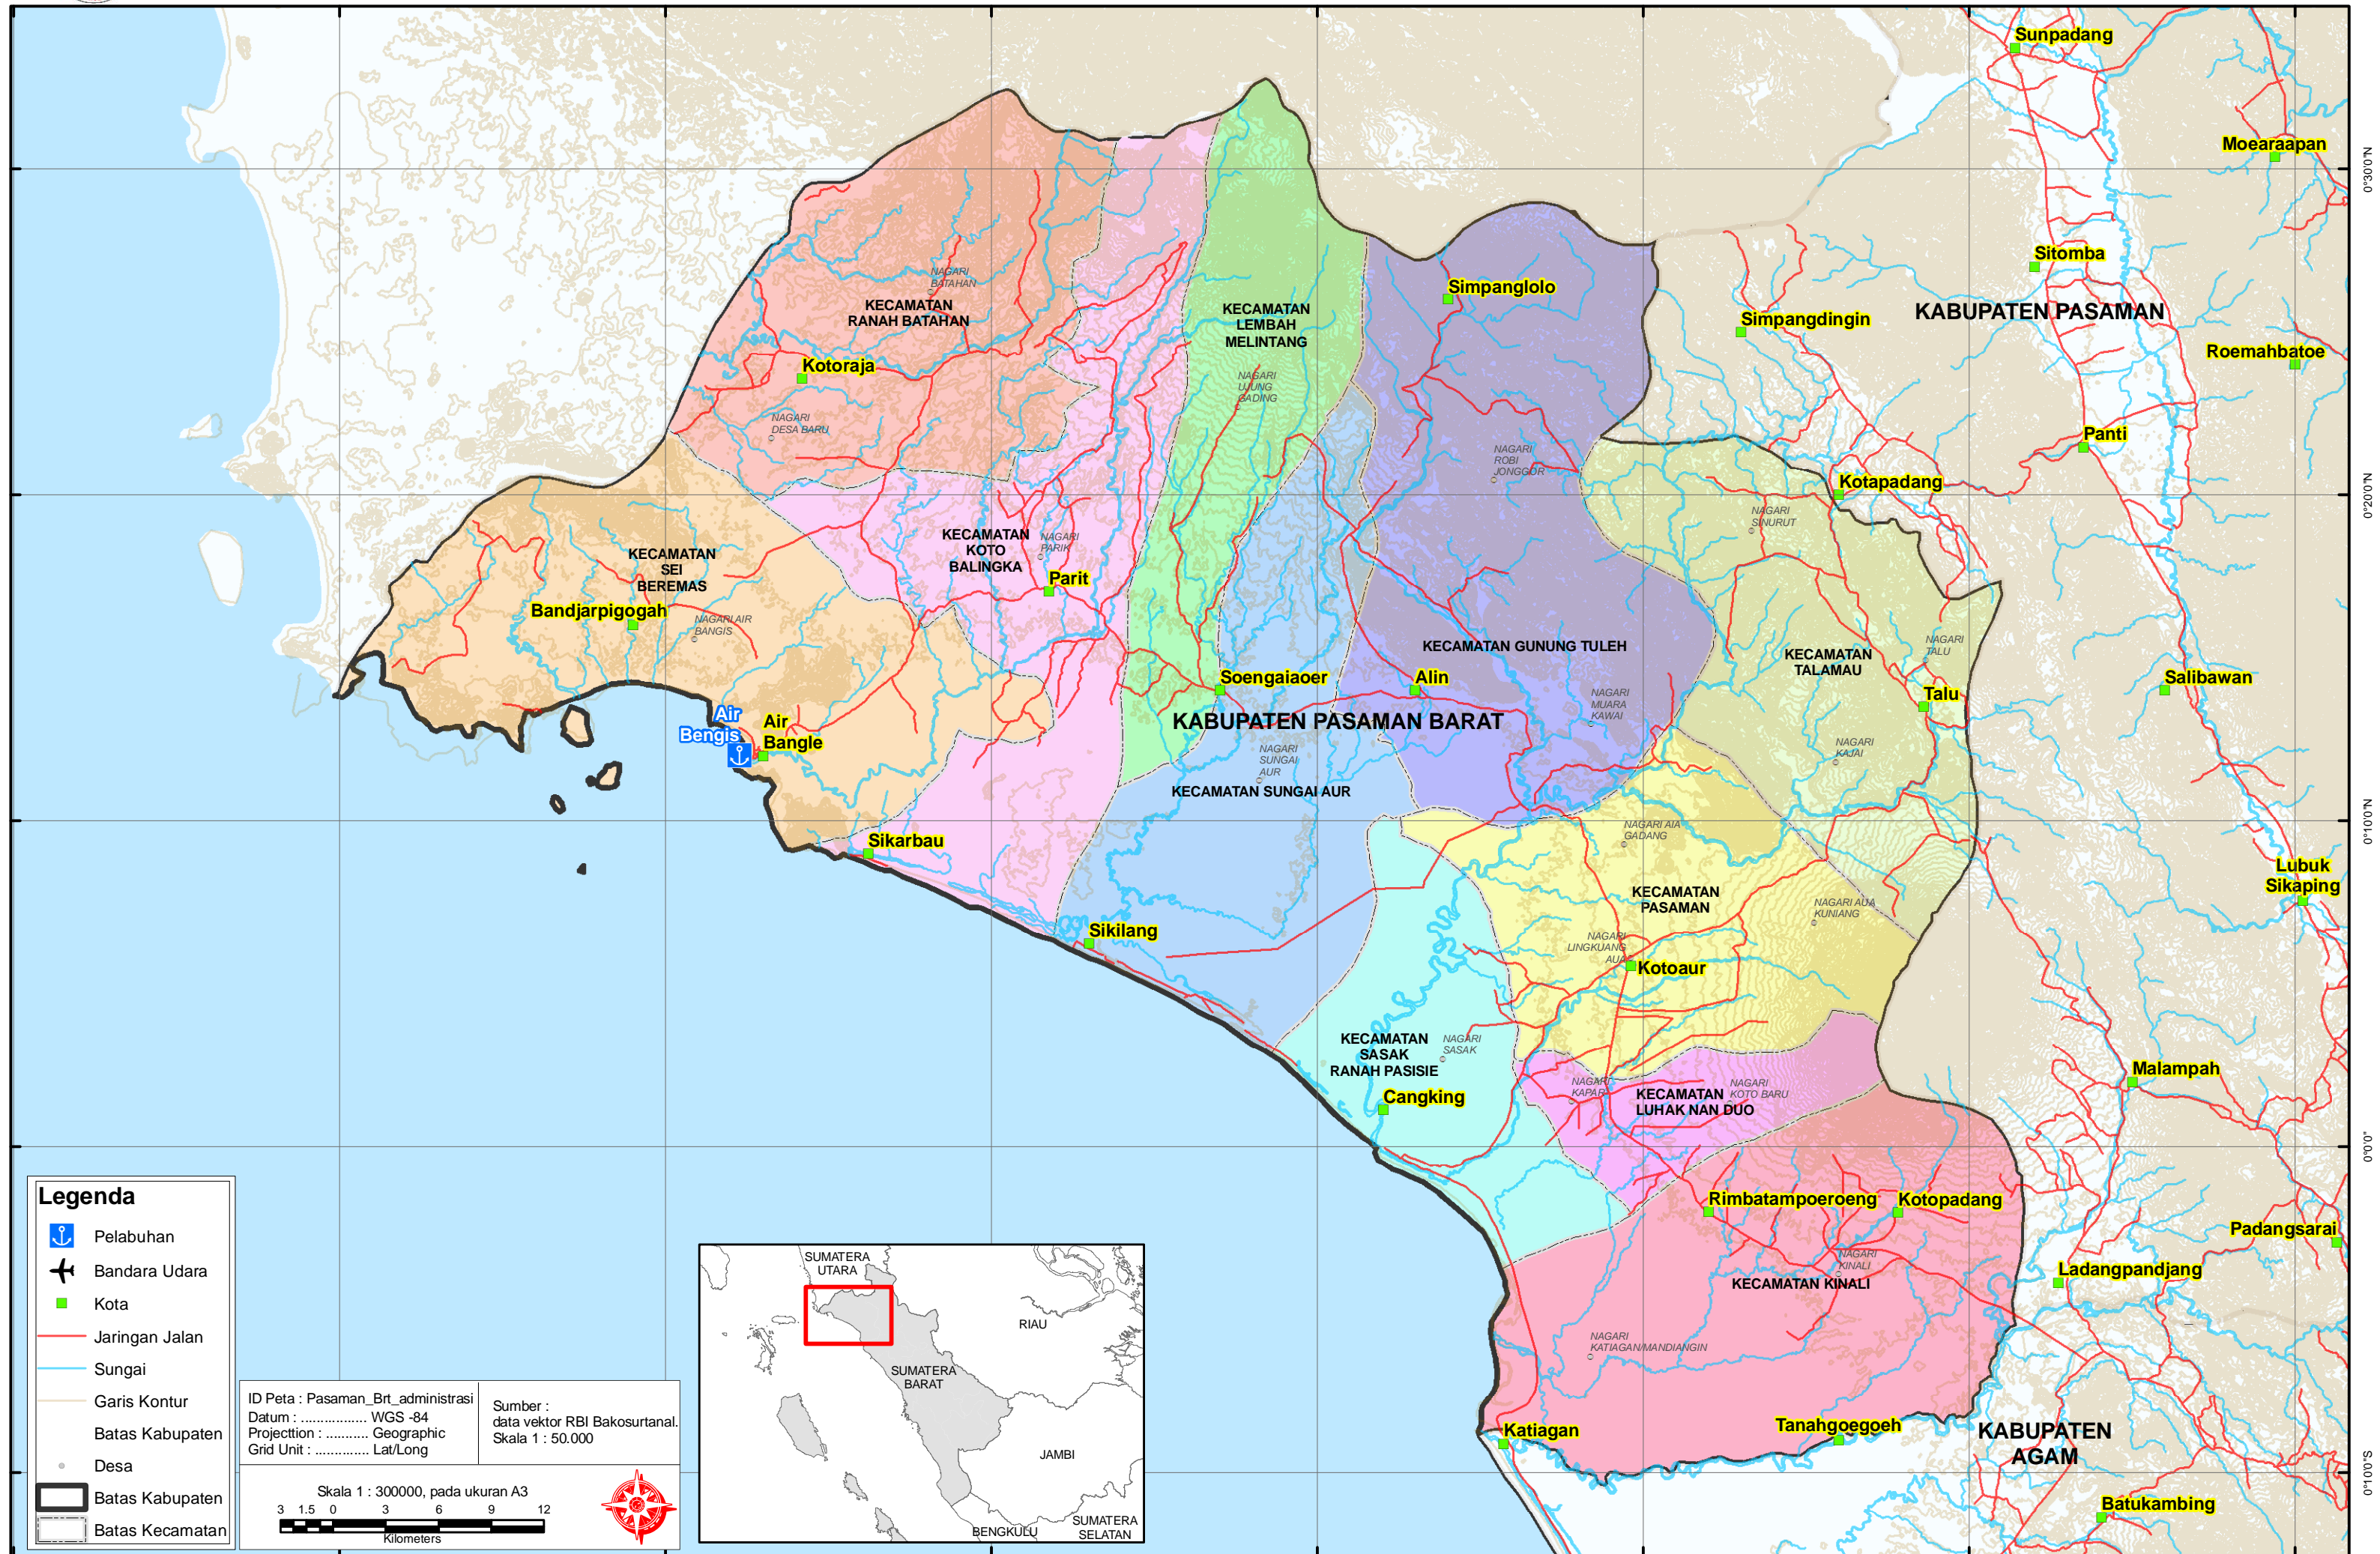 Sunpadang
Moearaapan
0°30'0"N
Sitomba
KABUPATEN PASAMAN
Simpangdingin
Roemahbatoe
Panti
Kotapadang
0°20'0"N
Simpanglolo
NAGARI
BATAHAN
KECAMATAN
RANAH BATAHAN
KECAMATAN
LEMBAH
MELINTANG
Kotoraja
NAGARI
UJUNG
GADING
NAGARI
DESA BARU
NAGARI
ROBI
JONGGOR
NAGARI
SINURUT
KECAMATAN
SEI
BEREMAS
KECAMATAN
KOTO
BALINGKA
NAGARI
PARIK
Parit
Bandjarpigogah
NAGARI AIR
BANGIS
KECAMATAN GUNUNG TULEH
KECAMATAN
TALAMAU
NAGARI
TALU
Talu
Salibawan
Soengaiaoer
Alin
NAGARI
MUARA
KAWAI
KABUPATEN PASAMAN BARAT
Air
Bengis
Air
Bangle
NAGARI
SUNGAI
AUR
KECAMATAN SUNGAI AUR
NAGARI
KAJAI
0°10'0"N
Sikarbau
NAGARI AIA
GADANG
Lubuk
Sikaping
KECAMATAN
PASAMAN
NAGARI AUA
KUNIANG
Sikilang
NAGARI
LINGKUANG
AUA
Kotoaur
KECAMATAN
SASAK
RANAH PASISIE
NAGARI
SASAK
Cangking
NAGARI
KAPAR
KECAMATAN
LUHAK NAN DUO
NAGARI
KOTO BARU
Malampah
0°0'0"
Rimbatampoeroeng
Kotopadang
Padangsarai
NAGARI
KINALI
KECAMATAN KINALI
Ladangpandjang
NAGARI
KATIAGAN/MANDIANGIN
Katiagan
Tanahgoegoeh
KABUPATEN
AGAM
0°10'0"S
Batukambing
Legenda
Pelabuhan
Bandara Udara
Kota
Jaringan Jalan
Sungai
Garis Kontur
Batas Kabupaten
Desa
Batas Kabupaten
Batas Kecamatan
ID Peta : Pasaman_Brt_administrasi
Datum : ................ WGS -84
Projecttion : .......... Geographic
Grid Unit : .............. Lat/Long
Sumber :
data vektor RBI Bakosurtanal.
Skala 1 : 50.000
Skala 1 : 300000, pada ukuran A3
3 1.5 0 3 6 9 12
Kilometers
SUMATERA
UTARA
RIAU
SUMATERA
BARAT
JAMBI
BENGKULU
SUMATERA
SELATAN